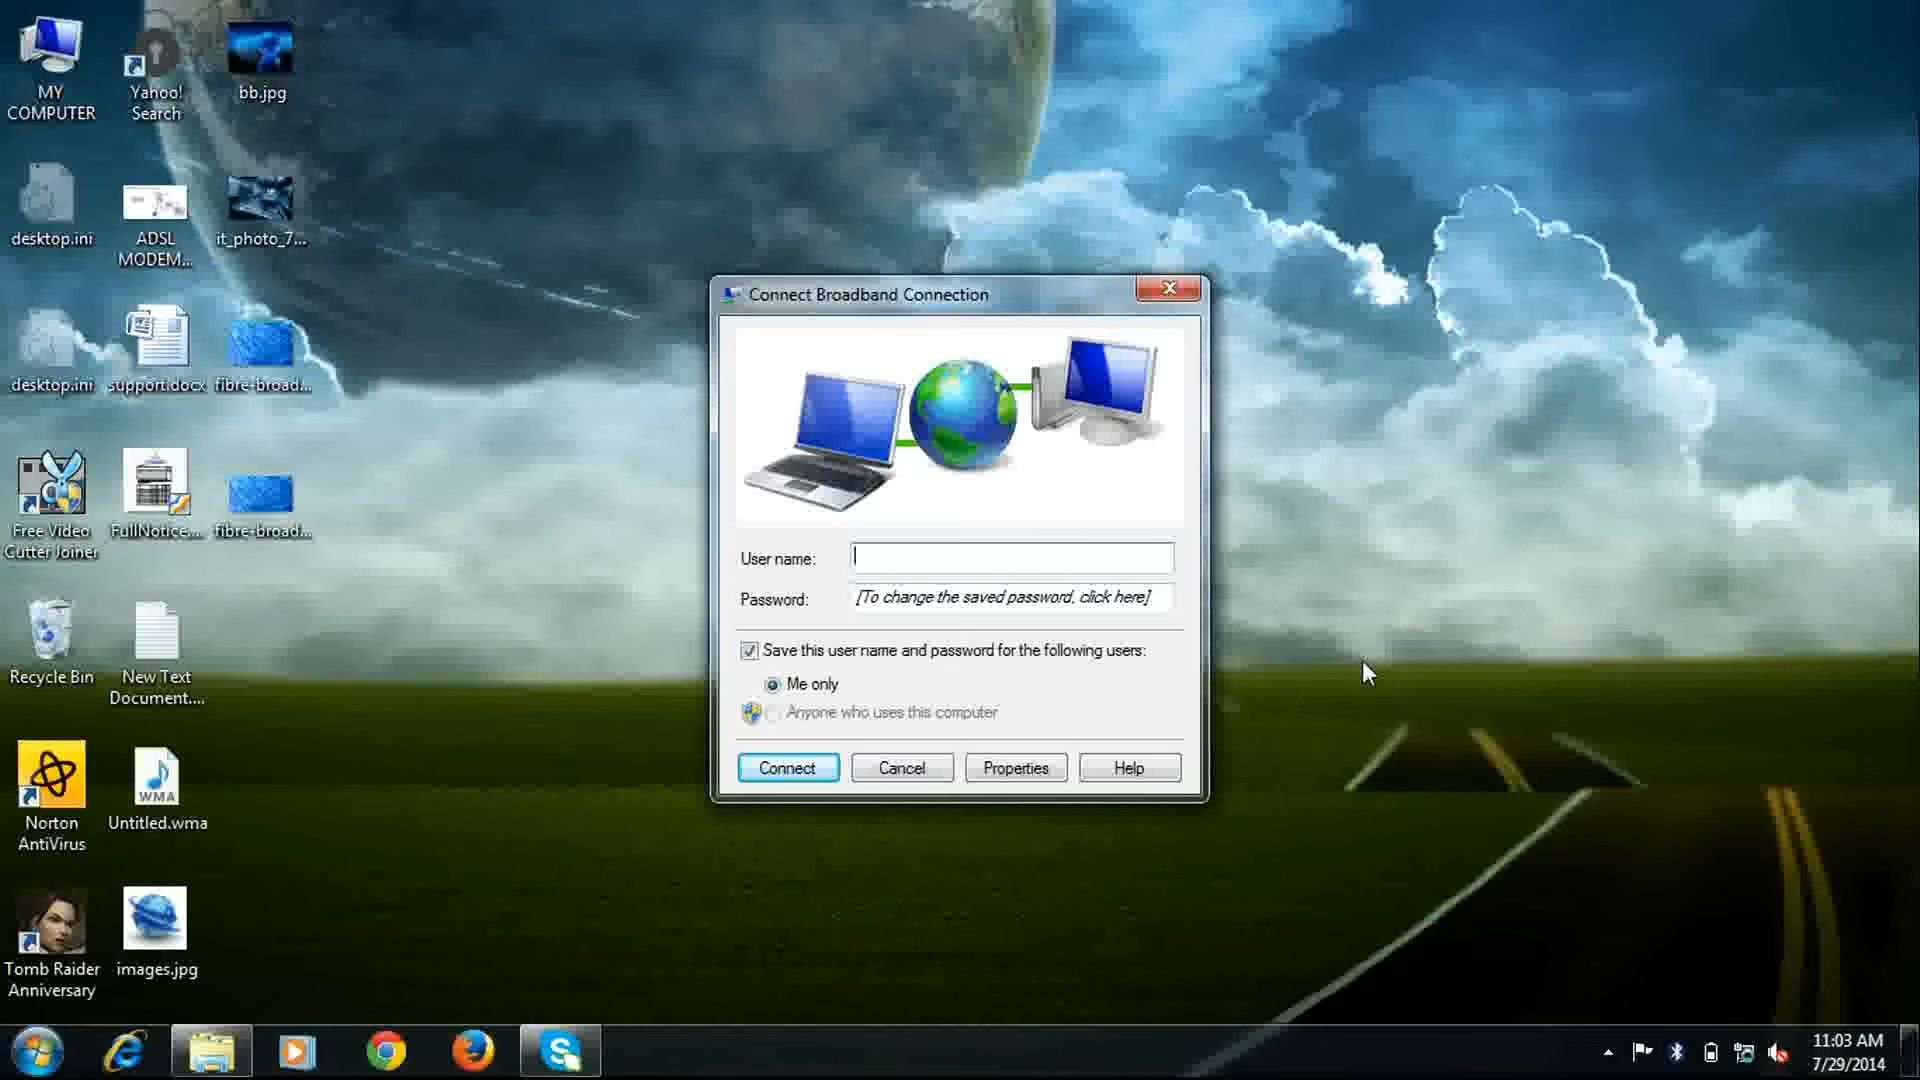 MY
COMPUTER
Yahoo!
Search
bb.jpg
desktop.ini
ADSL
MODEM...
it_photo_7...
desktop.ini
support.docx
fibre-broad...
Free Video
Cutter Joiner
FullNotice....
fibre-broad...
Recycle Bin
New Text
Document....
Norton
AntiVirus
WMA
Untitled.wma
Tomb Raider
Anniversary
images.jpg
Connect Broadband Connection
User name:
Password:
[To change the saved password, click here]
Save this user name and password for the following users:
Me only
Anyone who uses this computer
Connect
Cancel
Properties
Help
11:03 AM
7/29/2014